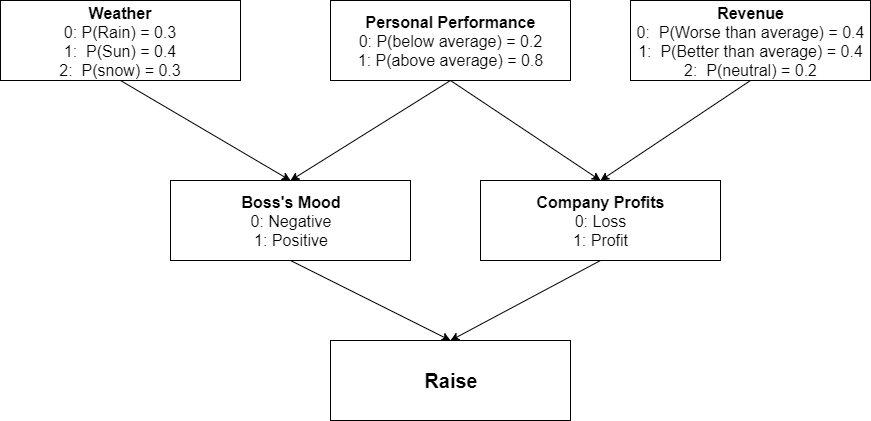 Weather
0: P(Rain) = 0.3
1:  P(Sun) = 0.4
2:  P(snow) = 0.3
Personal Performance
0: P(below average) = 0.2
1: P(above average) = 0.8
Revenue
0:  P(Worse than average) = 0.4
1:  P(Better than average) = 0.4
2:  P(neutral) = 0.2
Boss's Mood
0: Negative
1: Positive
Company Profits
0: Loss
1: Profit
Raise